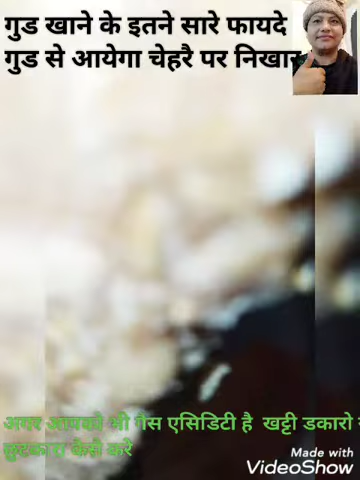 गुड खाने के इतने सारे फायदे
गुड से आयेगा चेहरै पर निखार
अगर आपको भी गैस एसिडिटी है खट्टी डकारो
छुटकारा कैसे करे
Made with
VideoShow